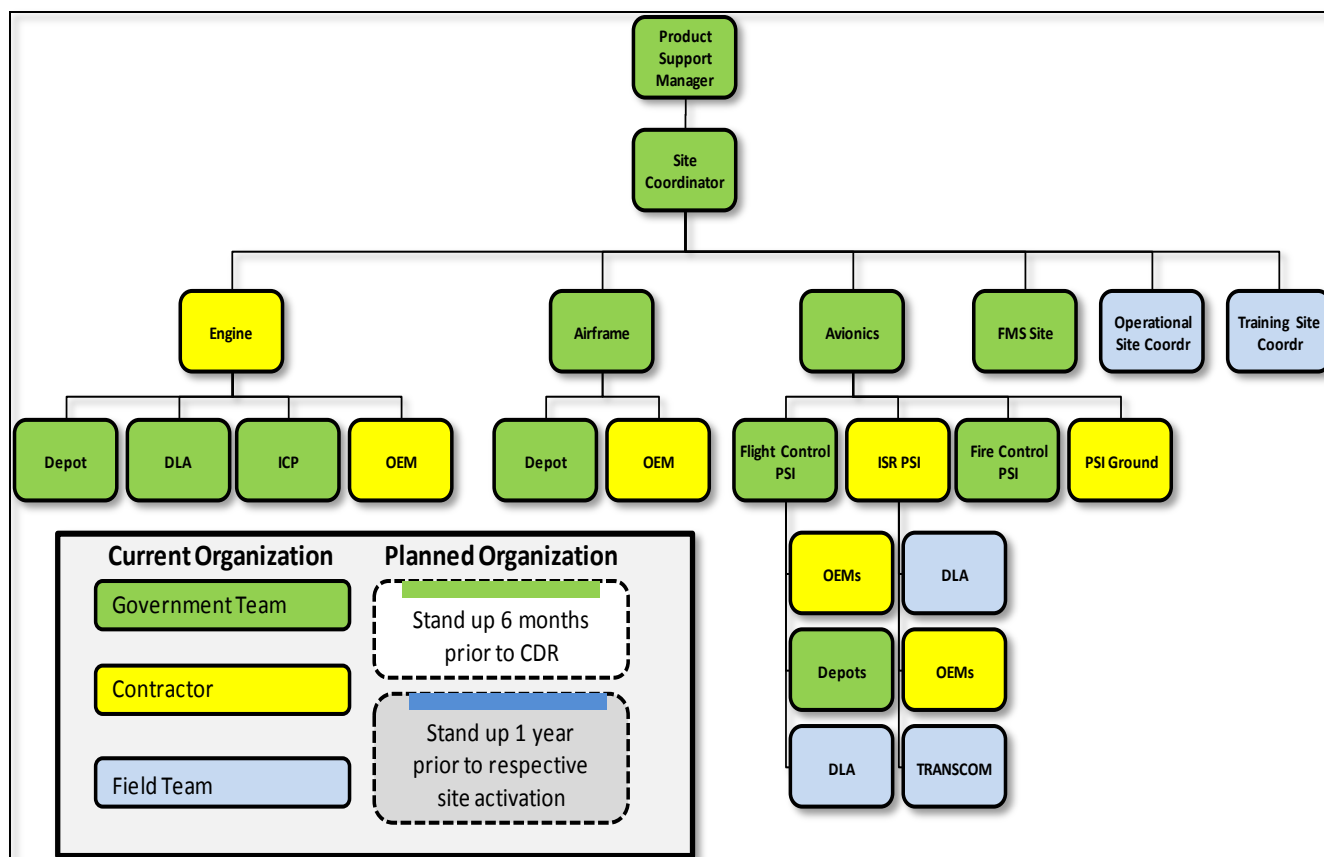 Product
Support
Manager
Site
Coordinator
Engine
Airframe
Avionics
FMS Site
Operational
Site Coordr
Training Site
Coordr
Depot
DLA
ICP
OEM
Depot
OEM
Flight Control
PSI
ISR PSI
Fire Control
PSI
PSI Ground
OEMs
DLA
Depots
OEMs
DLA
TRANSCOM
Current Organization
Government Team
Contractor
Field Team
Planned Organization
Stand up 6 months
prior to CDR
Stand up 1 year
prior to respective
site activation